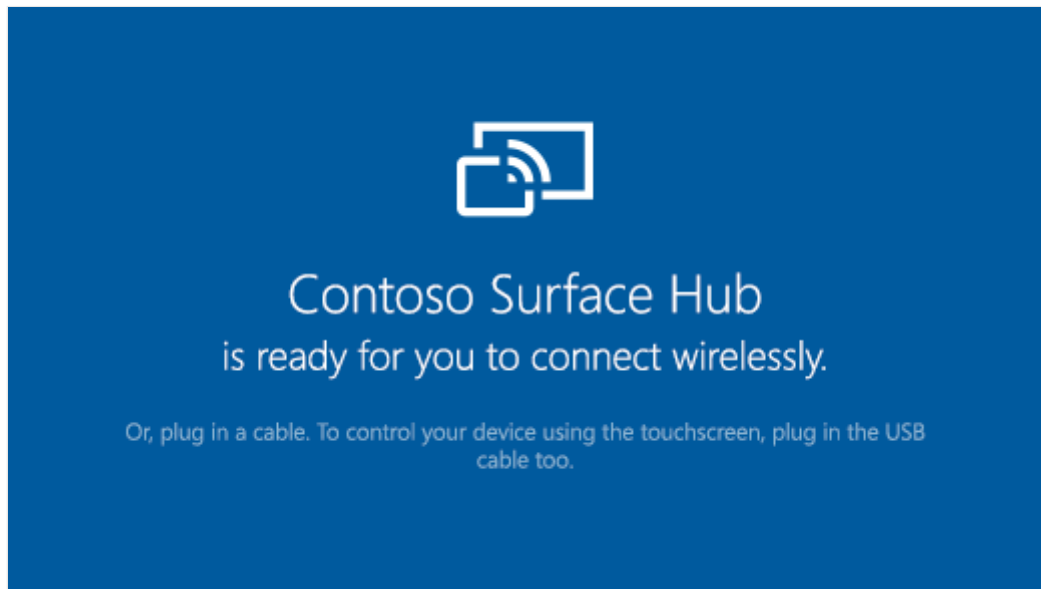 Contoso Surface Hub
is ready for you to connect wirelessly.
Or, plug in a cable. To control your device using the touchscreen, plug in the USB
cable too.